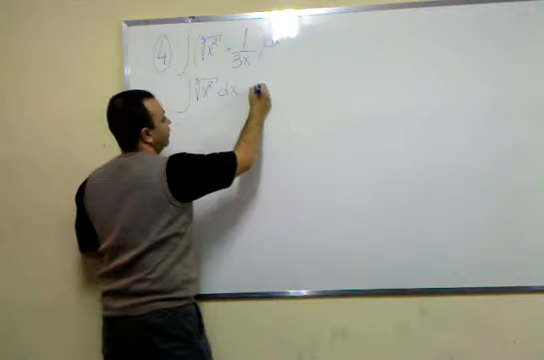 ④ ∫(∛x² - 1/3x)dx
∫∛x² dx